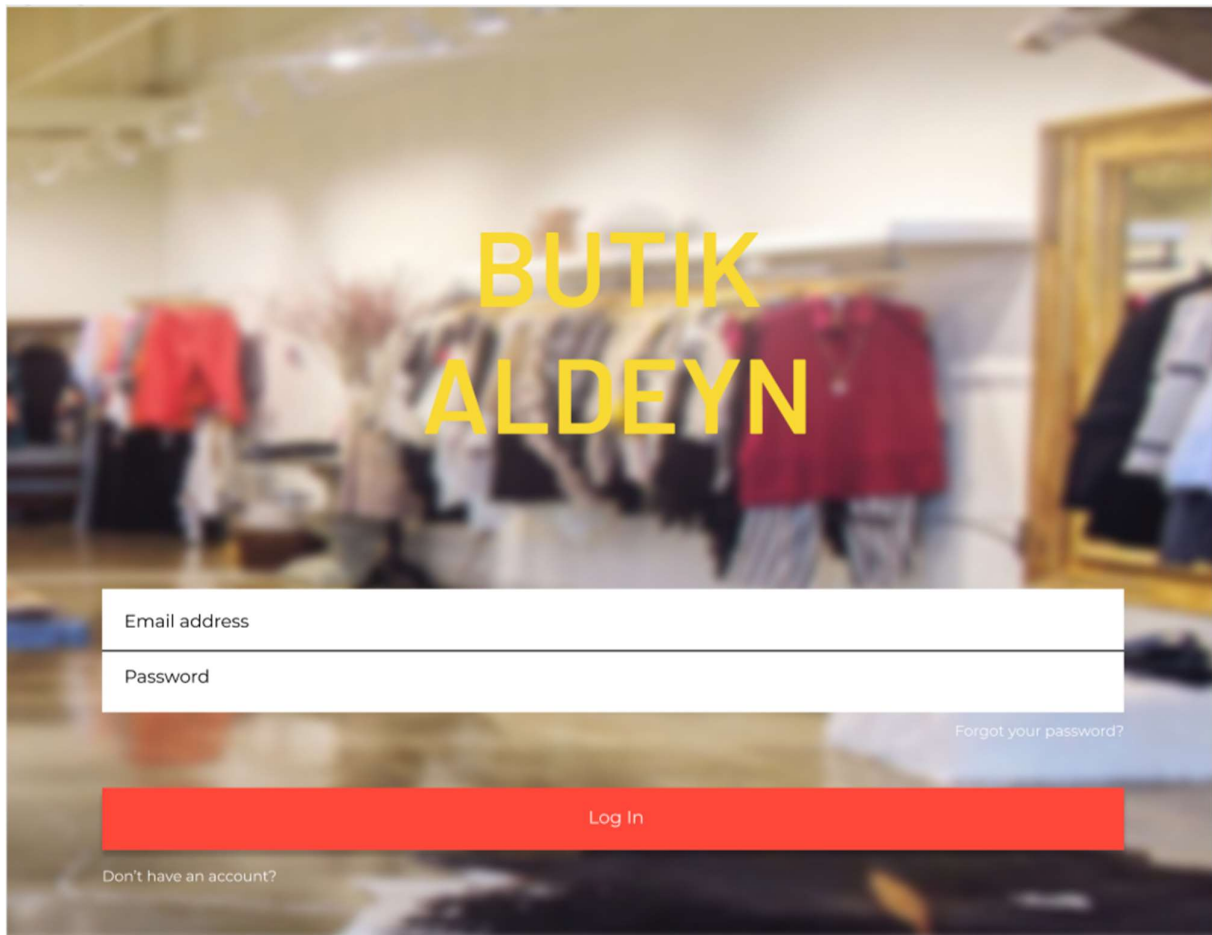 BUTIK
ALDEYN
Email address
Password
Forgot your password?
Log In
Don't have an account?